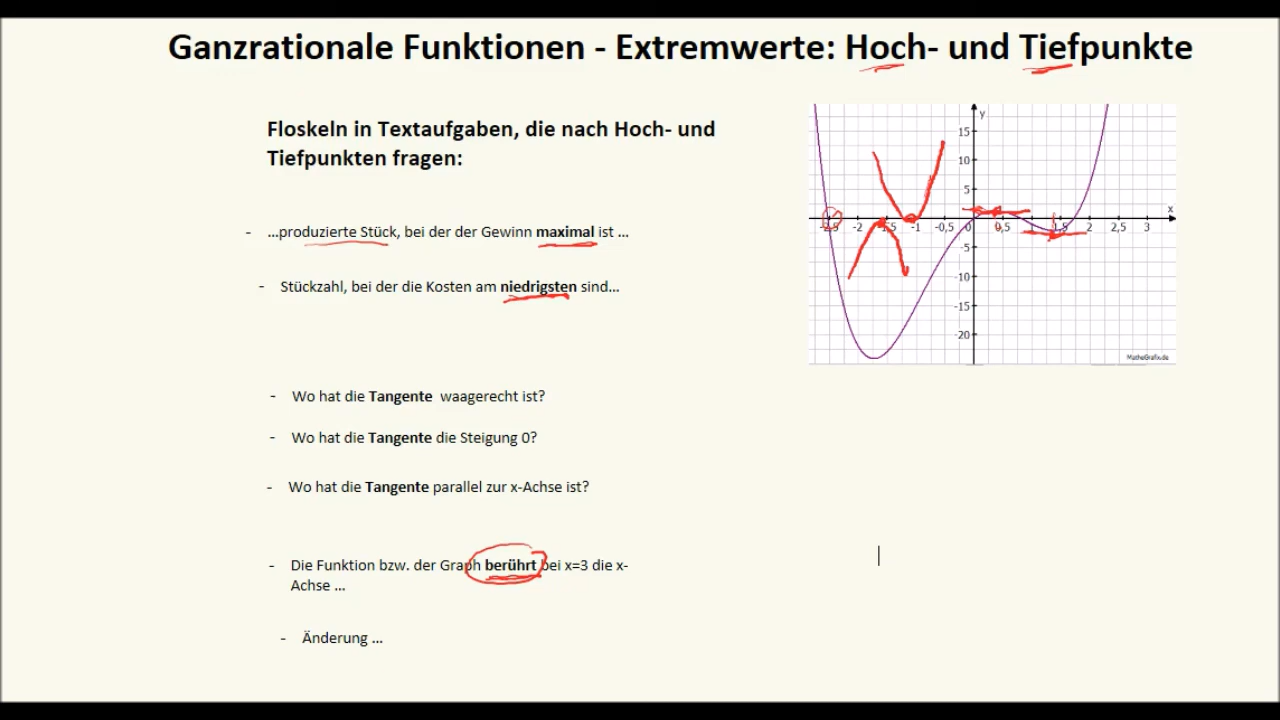 Ganzrationale Funktionen - Extremwerte: Hoch- und Tiefpunkte
Floskeln in Textaufgaben, die nach Hoch- und
Tiefpunkten fragen:
- …produzierte Stück, bei der der Gewinn maximal ist …
- Stückzahl, bei der die Kosten am niedrigsten sind…
- Wo hat die Tangente waagerecht ist?
- Wo hat die Tangente die Steigung 0?
- Wo hat die Tangente parallel zur x-Achse ist?
- Die Funktion bzw. der Graph berührt bei x=3 die x-
Achse …
- Änderung …
y
15
10
5
x
-2,5 -2 -1,5 -1 -0,5 0 0,5 1 1,5 2 2,5 3
-5
-10
-15
-20
MatheGrafix.de